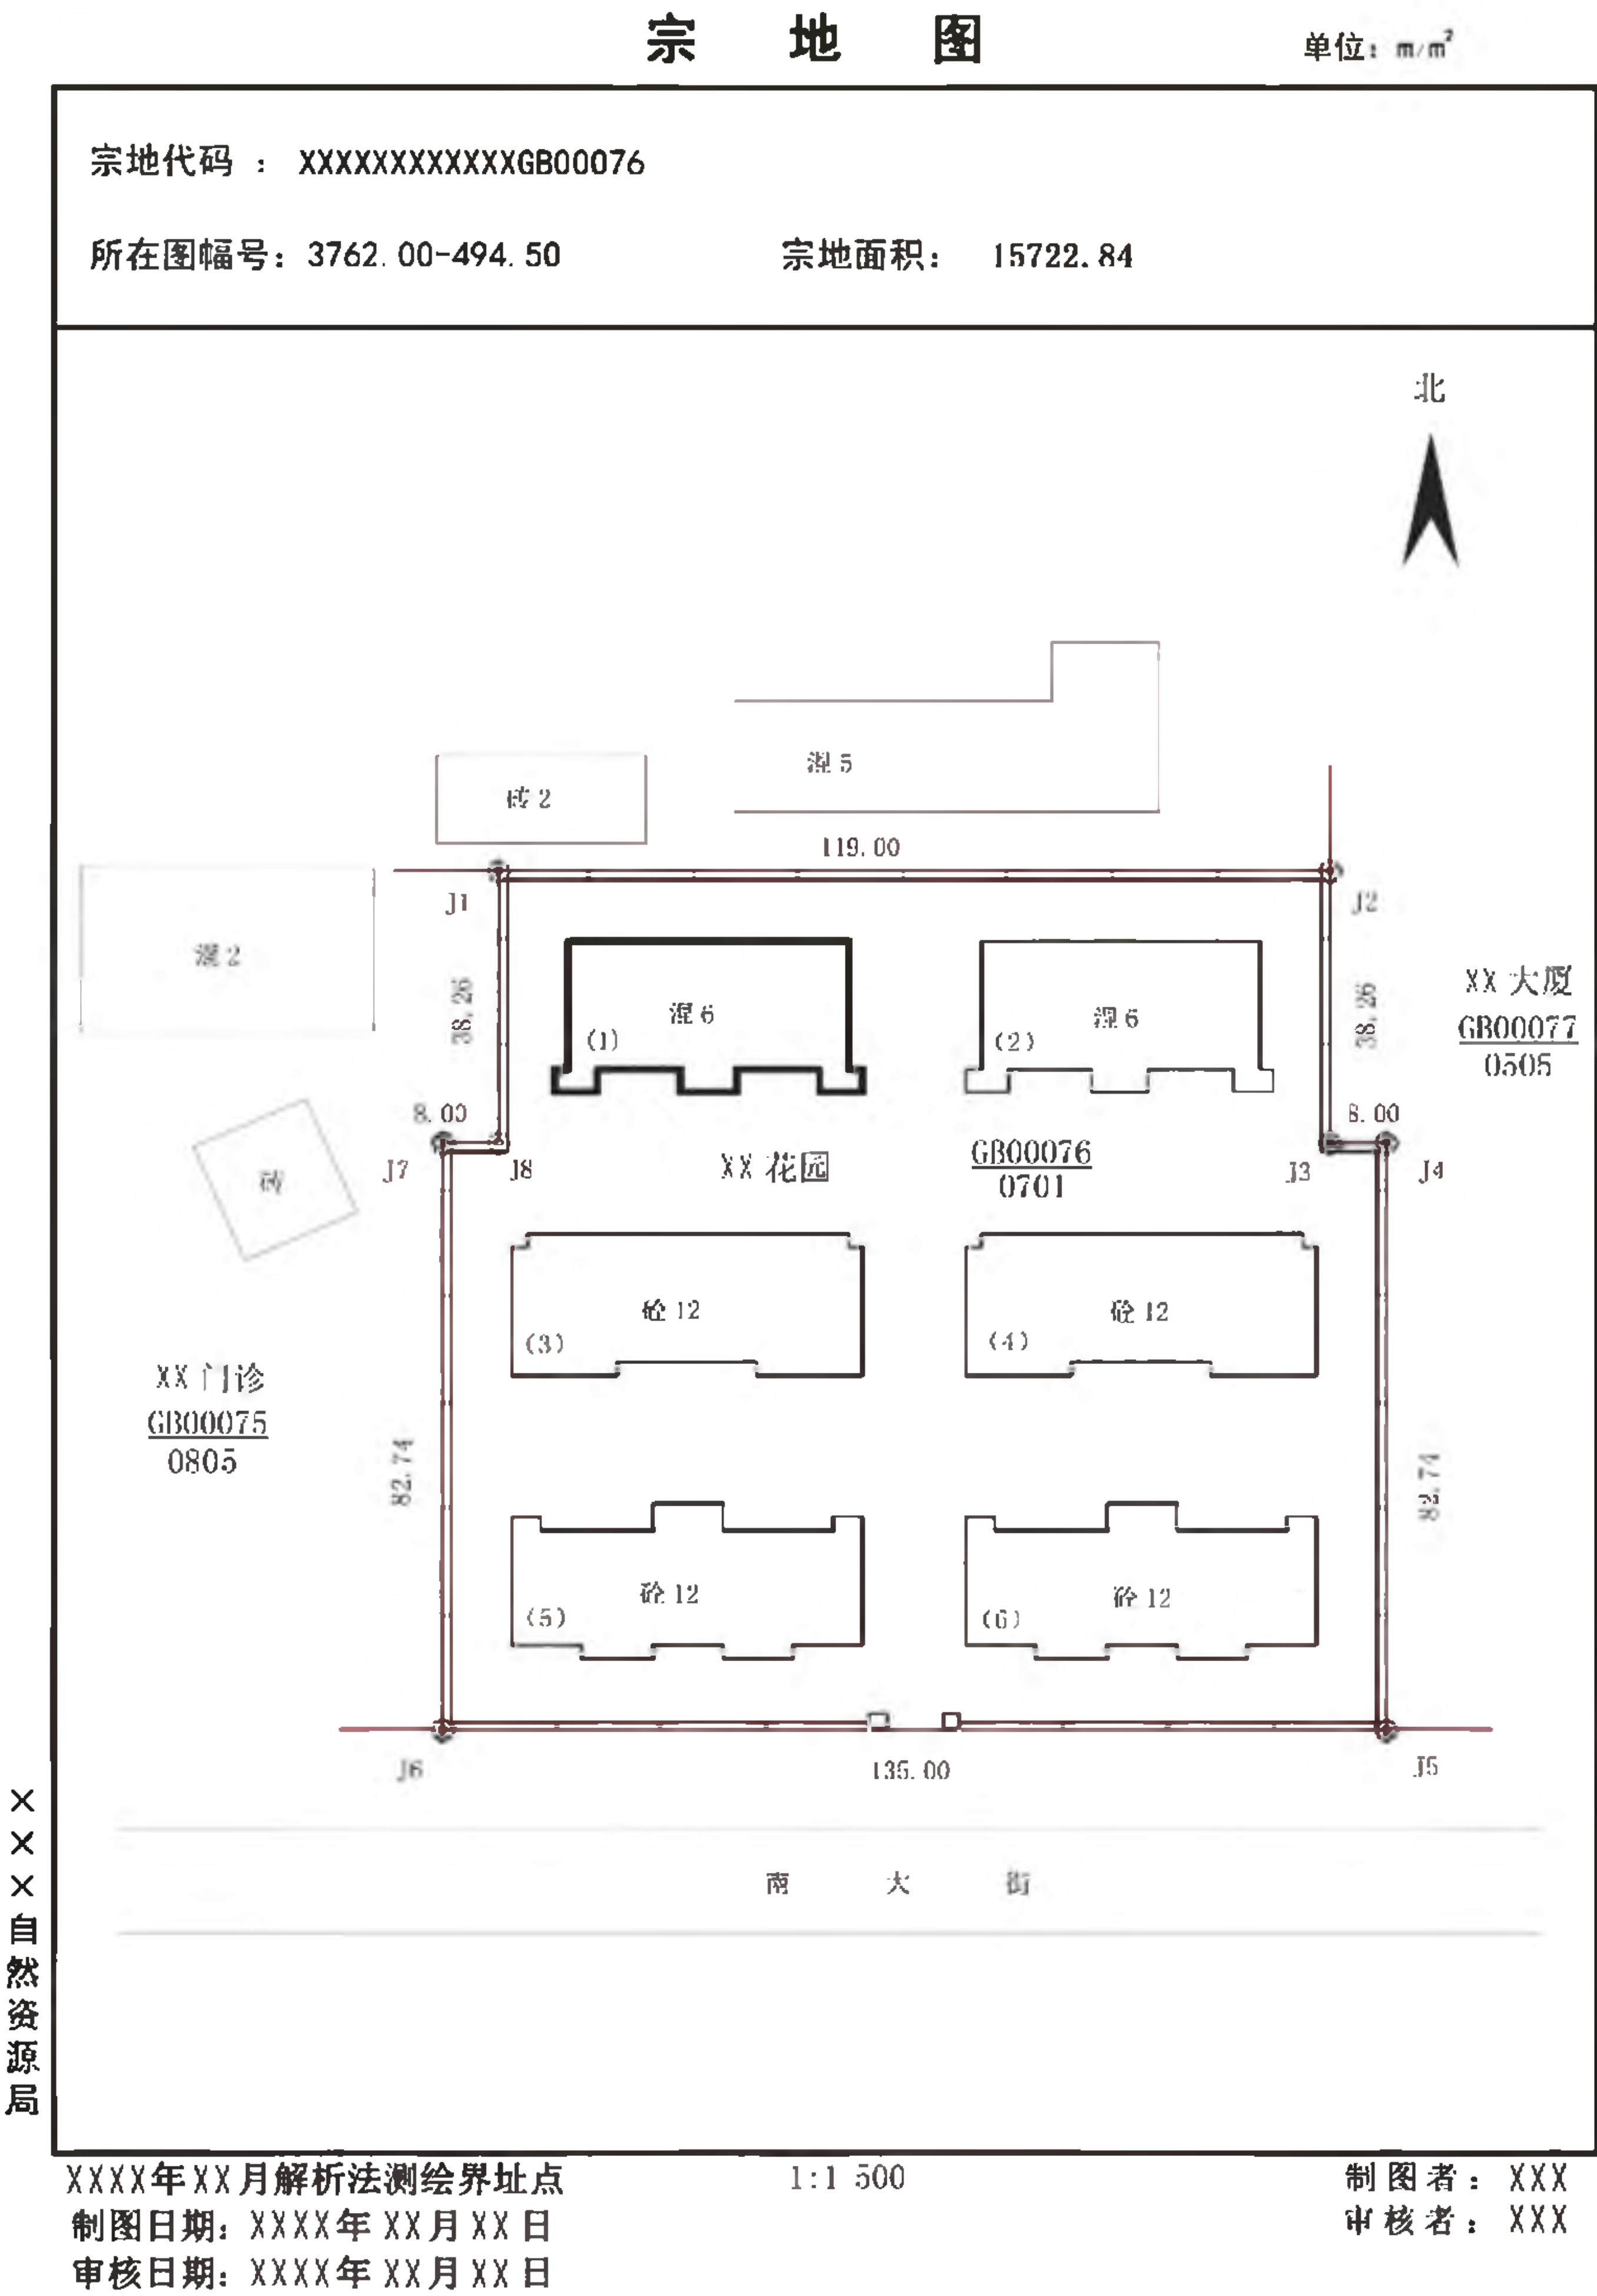 宗 地 图
单位：m/m²
宗地代码 ： XXXXXXXXXXXXGB00076
所在图幅号：3762.00-494.50
宗地面积： 15722.84
北
混 5
砖 2
119.00
J1
J2
混 2
38.26
混 6
(1)
混 6
(2)
38.26
XX 大厦
GB00077
0505
8.00
8.00
J7
J8
XX 花园
GB00076
0701
J3
J4
砖
砼 12
(3)
砼 12
(4)
XX 门诊
GB00075
0805
82.74
82.74
砼 12
(5)
砼 12
(6)
J6
135.00
J5
南 大 街
×××自然资源局
XXXX年XX月解析法测绘界址点
1:1 500
制图者：XXX
制图日期：XXXX年XX月XX日
审核者：XXX
审核日期：XXXX年XX月XX日